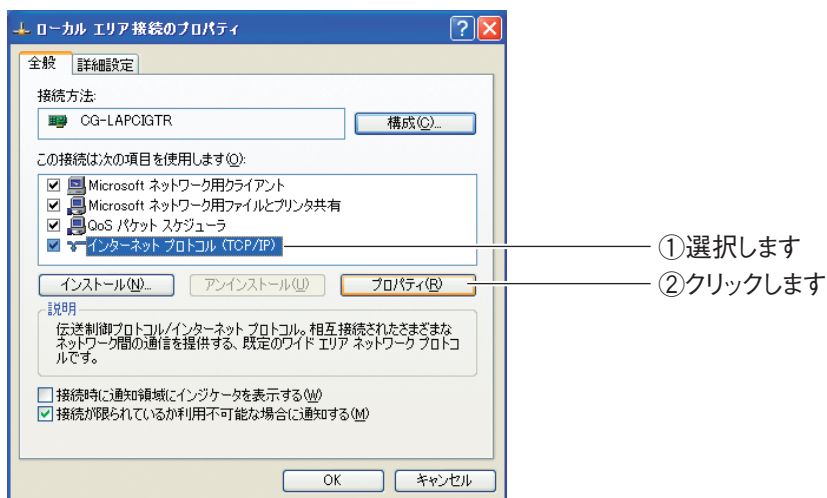 ローカル エリア接続のプロパティ
全般
詳細設定
接続方法:
CG-LAPCIGTR
構成(C)...
この接続は次の項目を使用します(O):
Microsoft ネットワーク用クライアント
Microsoft ネットワーク用ファイルとプリンタ共有
QoS パケット スケジューラ
インターネット プロトコル (TCP/IP)
①選択します
インストール(N)...
アンインストール(U)
プロパティ(R)
②クリックします
説明
伝送制御プロトコル/インターネット プロトコル。相互接続されたさまざまな
ネットワーク間の通信を提供する、既定のワイド エリア ネットワーク プロトコ
ルです。
接続時に通知領域にインジケータを表示する(W)
接続が限られているか利用不可能な場合に通知する(M)
OK
キャンセル